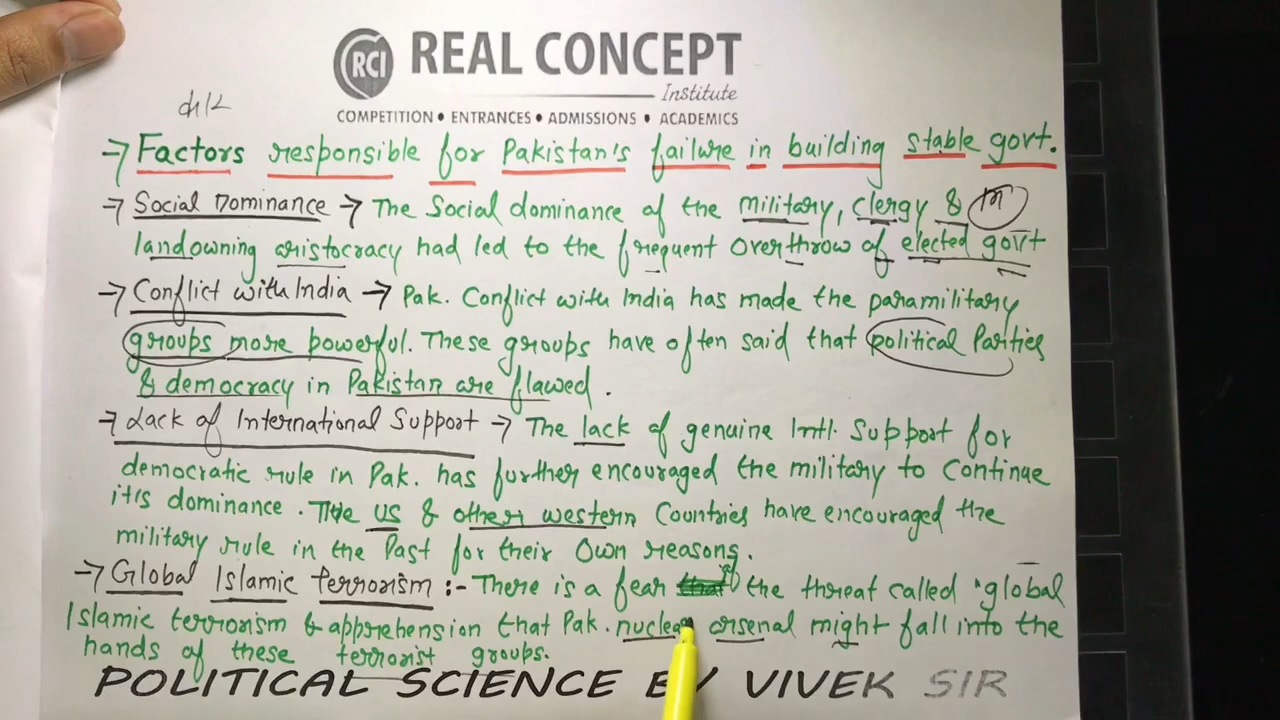 RCI REAL CONCEPT
Institute
COMPETITION • ENTRANCES • ADMISSIONS • ACADEMICS
→ Factors responsible for Pakistan's failure in building stable govt.
→ Social Dominance → The Social dominance of the military, clergy &
landowning aristocracy had led to the frequent overthrow of elected govt
→ Conflict with India → Pak. Conflict with India has made the paramilitary
groups more powerful. These groups have often said that political Parties
& democracy in Pakistan are flawed.
→ Lack of International Support → The lack of genuine Intl. Support for
democratic rule in Pak. has further encouraged the military to Continue
it's dominance. The US & other western Countries have encouraged the
military rule in the Past for their Own reasons.
→ Global Islamic terrorism :- There is a fear of the threat called "global
Islamic terrorism & apprehension that Pak. nuclear arsenal might fall into the
hands of these terrorist groups.
POLITICAL SCIENCE BY VIVEK SIR